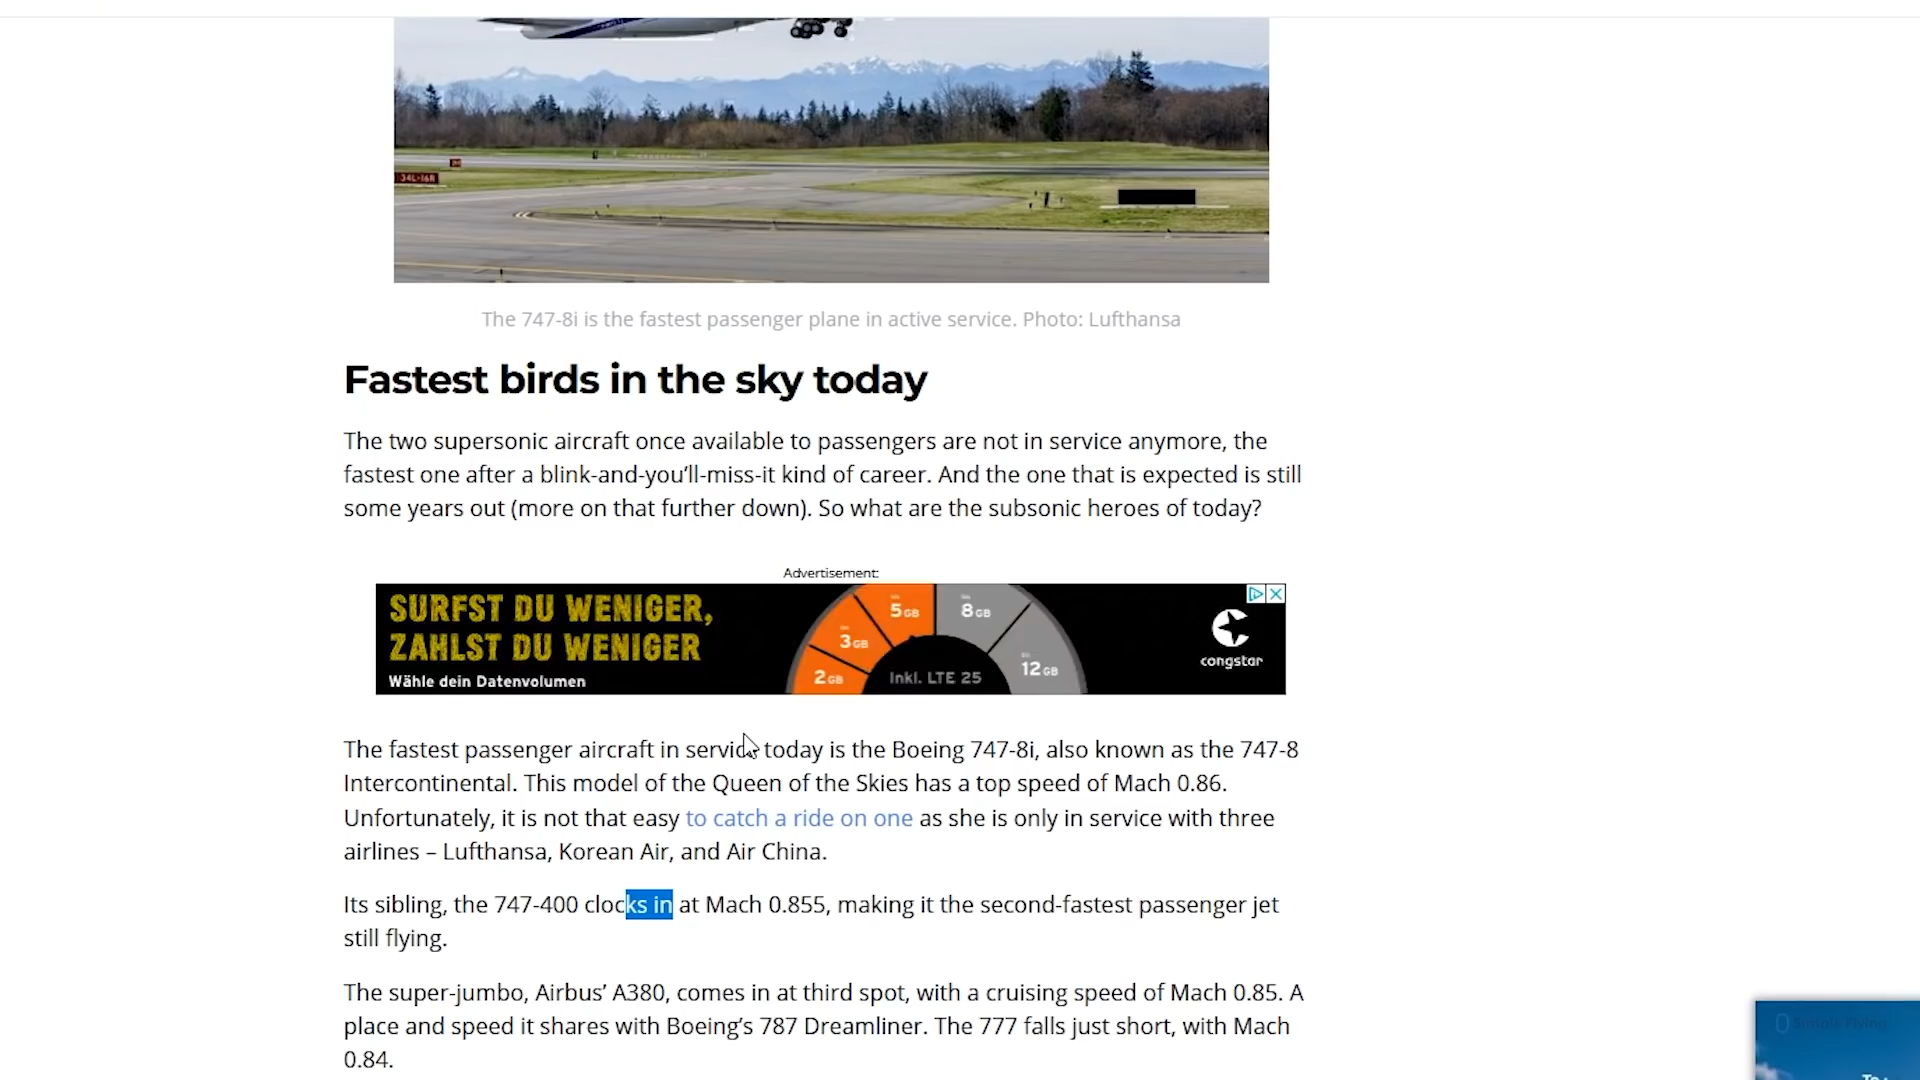 34L-16R
The 747-8i is the fastest passenger plane in active service. Photo: Lufthansa
Fastest birds in the sky today
The two supersonic aircraft once available to passengers are not in service anymore, the
fastest one after a blink-and-you'll-miss-it kind of career. And the one that is expected is still
some years out (more on that further down). So what are the subsonic heroes of today?
Advertisement:
SURFST DU WENIGER,
ZAHLST DU WENIGER
Wähle dein Datenvolumen
2GB
3GB
5GB
8GB
12GB
Inkl. LTE 25
congstar
The fastest passenger aircraft in service today is the Boeing 747-8i, also known as the 747-8
Intercontinental. This model of the Queen of the Skies has a top speed of Mach 0.86.
Unfortunately, it is not that easy to catch a ride on one as she is only in service with three
airlines – Lufthansa, Korean Air, and Air China.
Its sibling, the 747-400 clocks in at Mach 0.855, making it the second-fastest passenger jet
still flying.
The super-jumbo, Airbus’ A380, comes in at third spot, with a cruising speed of Mach 0.85. A
place and speed it shares with Boeing’s 787 Dreamliner. The 777 falls just short, with Mach
0.84.
Simple Flying